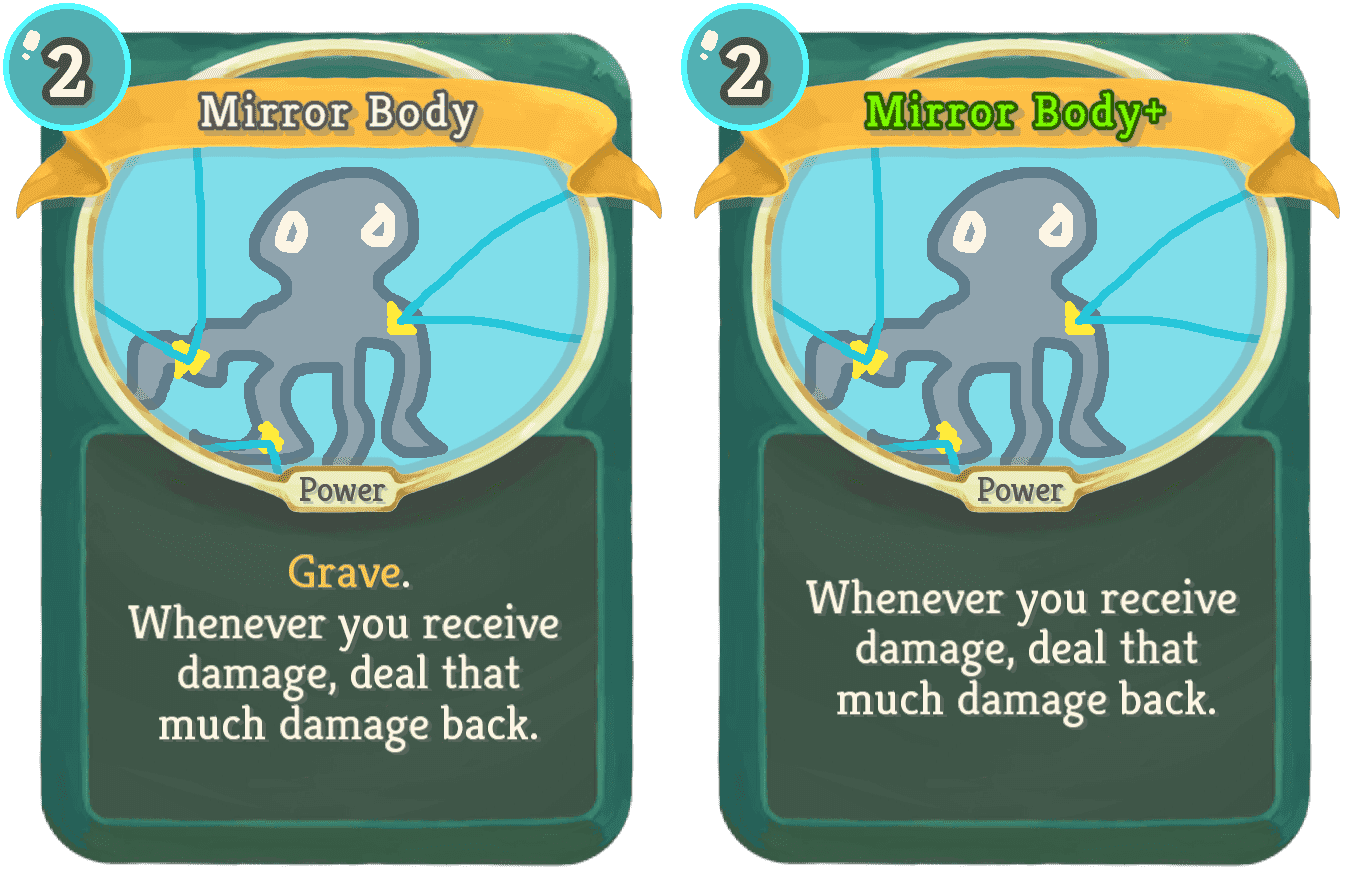 2
Mirror Body
Power
Grave.
Whenever you receive
damage, deal that
much damage back.
2
Mirror Body+
Power
Whenever you receive
damage, deal that
much damage back.